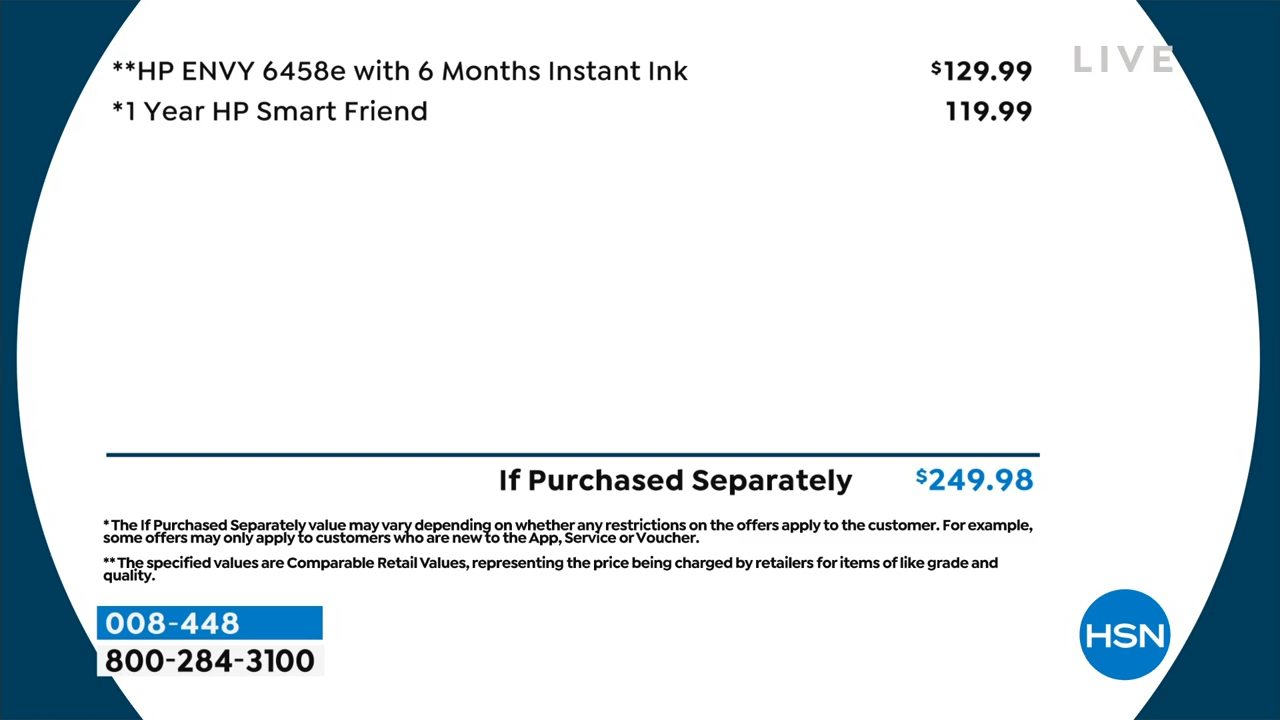 LIVE
**HP ENVY 6458e with 6 Months Instant Ink $129.99
*1 Year HP Smart Friend 119.99
If Purchased Separately $249.98
* The If Purchased Separately value may vary depending on whether any restrictions on the offers apply to the customer. For example,
some offers may only apply to customers who are new to the App, Service or Voucher.
** The specified values are Comparable Retail Values, representing the price being charged by retailers for items of like grade and
quality.
008-448
800-284-3100
HSN